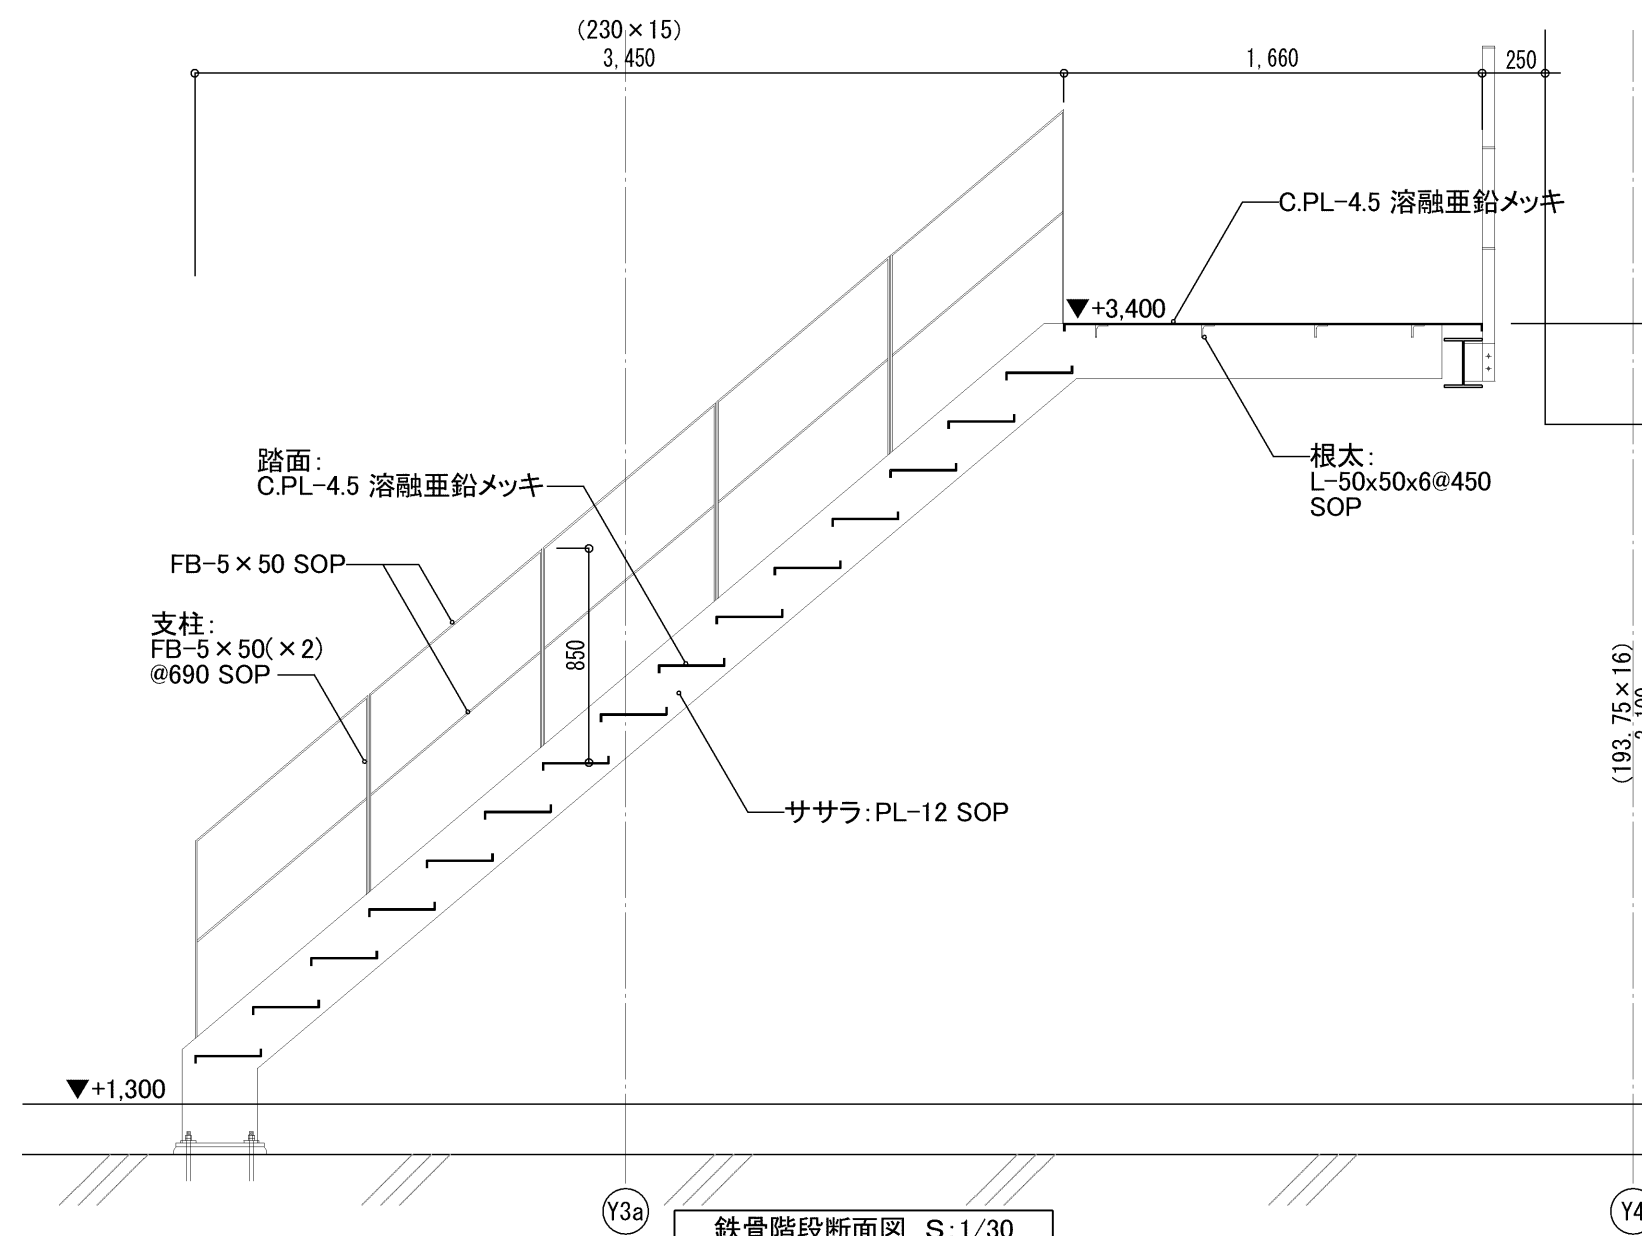 (230×15)
3,450
1,660
250
C.PL-4.5 溶融亜鉛メッキ
▼+3,400
踏面:
C.PL-4.5 溶融亜鉛メッキ
根太:
L-50x50x6@450
SOP
FB-5×50 SOP
支柱:
FB-5×50(×2)
@690 SOP
850
(193.75×16)
ササラ:PL-12 SOP
▼+1,300
Y3a
Y4
鉄骨階段断面図 S:1/30